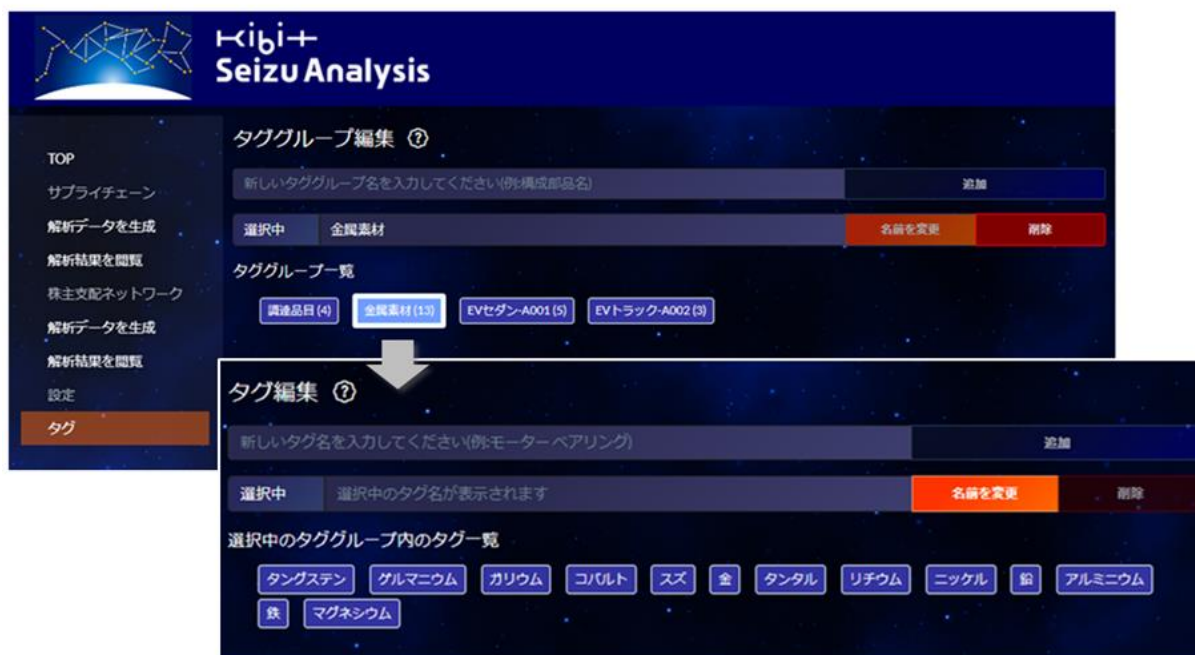 kibit
Seizu Analysis
TOP
サプライチェーン
解析データを生成
解析結果を閲覧
株主支配ネットワーク
解析データを生成
解析結果を閲覧
設定
タグ
タググループ編集 ?
新しいタググループ名を入力してください(例:構成部品名) 追加
選択中 金属素材 名前を変更 削除
タググループ一覧
調達品目 (4) 金属素材 (13) EVセダン-A001 (5) EVトラック-A002 (3)
タグ編集 ?
新しいタグ名を入力してください(例:モーター ベアリング) 追加
選択中 選択中のタグ名が表示されます 名前を変更 削除
選択中のタググループ内のタグ一覧
タングステン ゲルマニウム ガリウム コバルト スズ 金 タンタル リチウム ニッケル 鉛 アルミニウム
鉄 マグネシウム